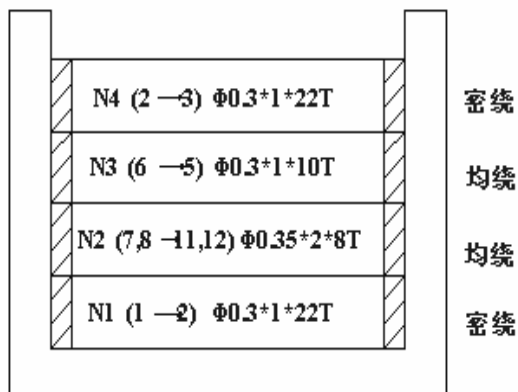 N4 (2→3) Φ0.3*1*22T 密绕
N3 (6→5) Φ0.3*1*10T 均绕
N2 (7,8→11,12) Φ0.35*2*8T 均绕
N1 (1→2) Φ0.3*1*22T 密绕